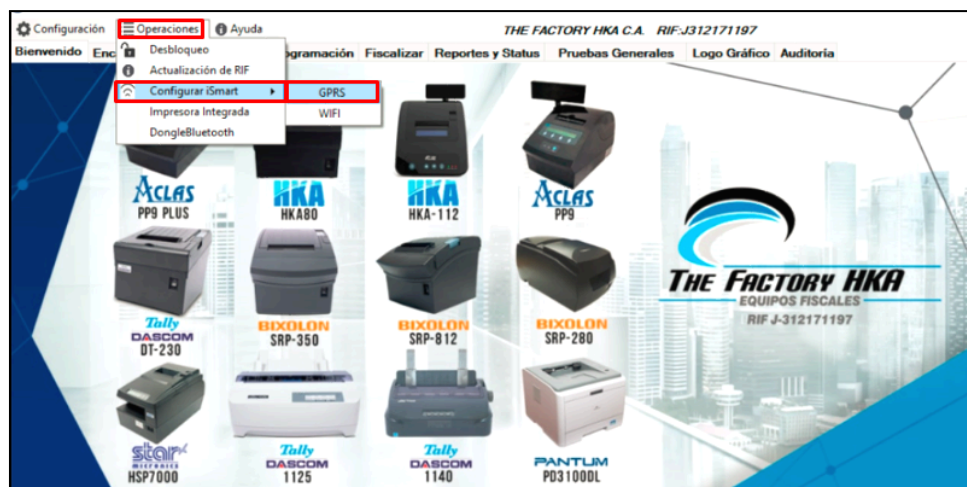 Configuración Operaciones Ayuda THE FACTORY HKA C.A. RIF:J312171197
Bienvenido Enc ogramación Fiscalizar Reportes y Status Pruebas Generales Logo Gráfico Auditoría
Desbloqueo
Actualización de RIF
Configurar iSmart GPRS
Impresora Integrada WIFI
DongleBluetooth
ACLAS HKA HKA ACLAS
PP9 PLUS HKA80 HKA-112 PP9
THE FACTORY HKA
EQUIPOS FISCALES
RIF J-312171197
Tally BIXOLON BIXOLON BIXOLON
DASCOM SRP-350 SRP-812 SRP-280
DT-230
star Tally Tally PANTUM
MICRONICS DASCOM DASCOM PD3100DL
HSP7000 1125 1140